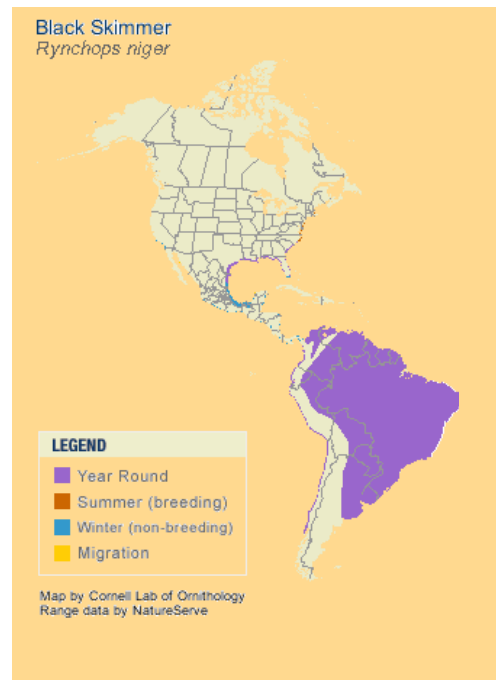 Black Skimmer
Rynchops niger
LEGEND
Year Round
Summer (breeding)
Winter (non-breeding)
Migration
Map by Cornell Lab of Ornithology
Range data by NatureServe